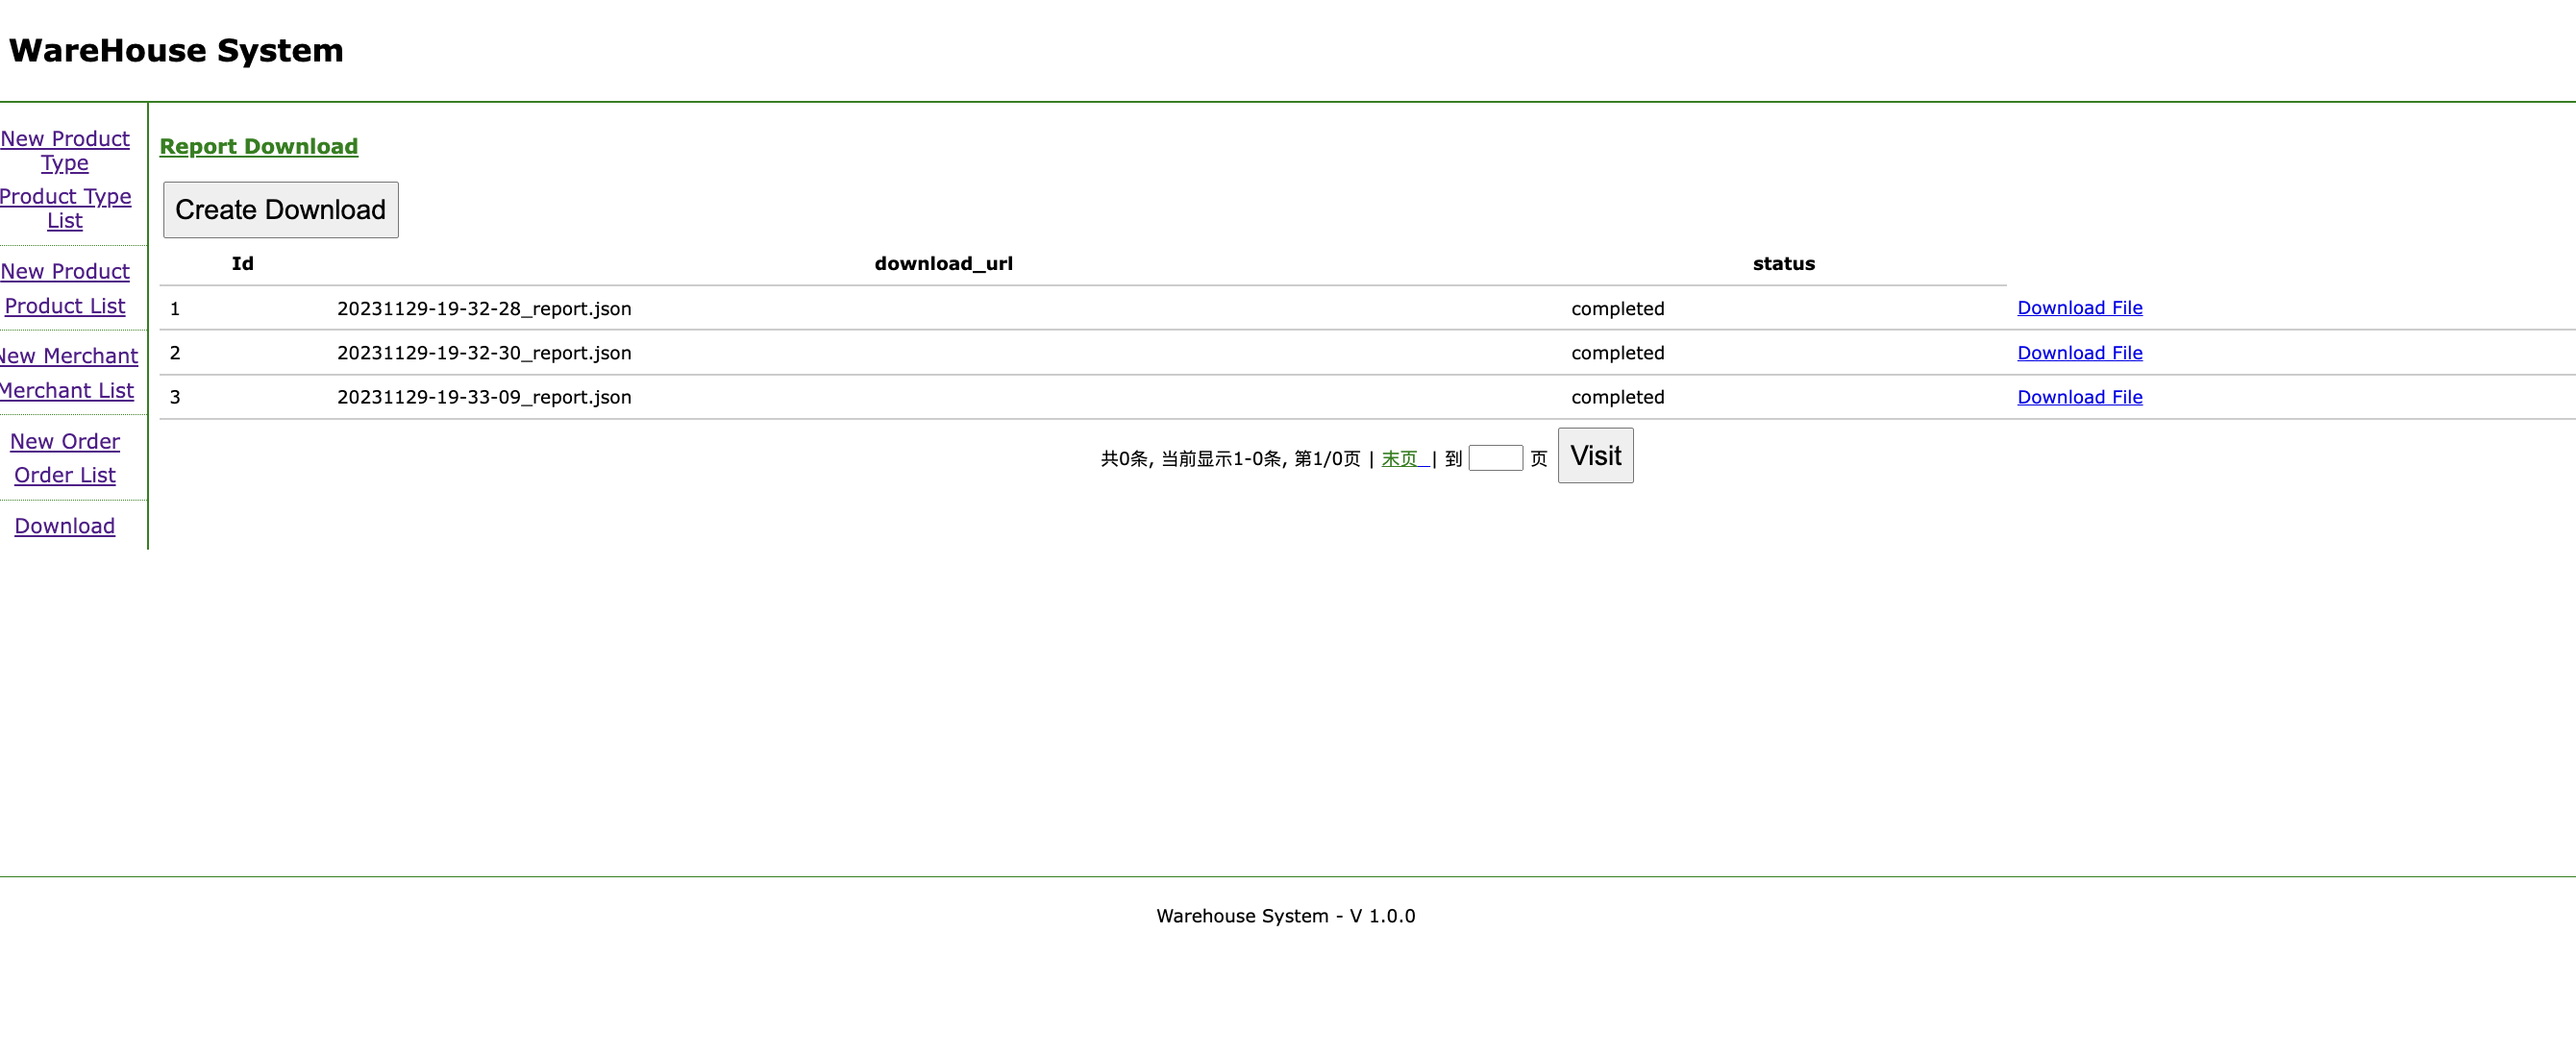 WareHouse System
New Product
Type
Product Type
List
New Product
Product List
New Merchant
Merchant List
New Order
Order List
Download
Report Download
Create Download
Id download_url status
1 20231129-19-32-28_report.json completed Download File
2 20231129-19-32-30_report.json completed Download File
3 20231129-19-33-09_report.json completed Download File
共0条, 当前显示1-0条, 第1/0页 | 末页 | 到 页 Visit
Warehouse System - V 1.0.0